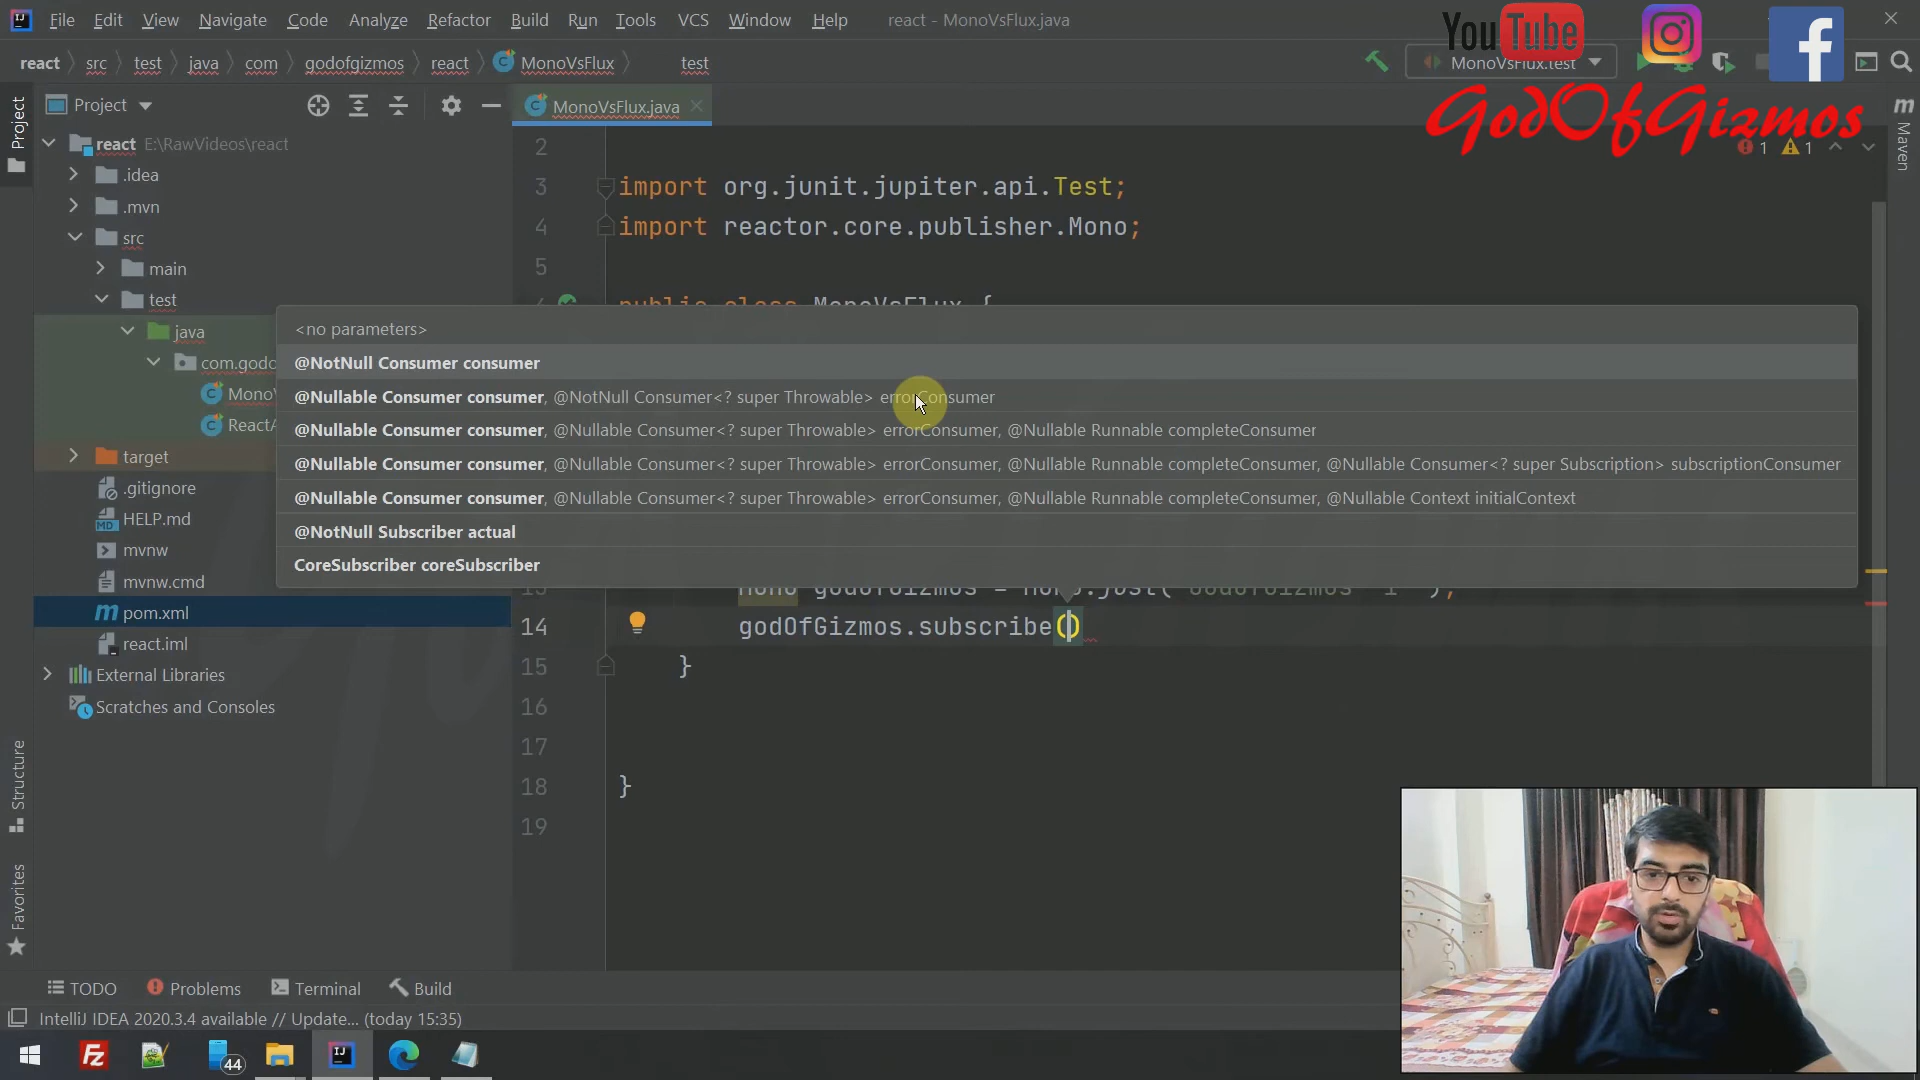 File Edit View Navigate Code Analyze Refactor Build Run Tools VCS Window Help react - MonoVsFlux.java
YouTube
GodOfGizmos
react src test java com godofgizmos react MonoVsFlux test
MonoVsFlux.test
Project
MonoVsFlux.java
1 1
Project
Maven
react E:\RawVideos\react
.idea
.mvn
src
main
test
java
com.godo
Mono
ReactA
target
.gitignore
HELP.md
mvnw
mvnw.cmd
pom.xml
react.iml
External Libraries
Scratches and Consoles
2
3 import org.junit.jupiter.api.Test;
4 import reactor.core.publisher.Mono;
5
public class MonoVsFlux {
<no parameters>
@NotNull Consumer consumer
@Nullable Consumer consumer, @NotNull Consumer<? super Throwable> errorConsumer
@Nullable Consumer consumer, @Nullable Consumer<? super Throwable> errorConsumer, @Nullable Runnable completeConsumer
@Nullable Consumer consumer, @Nullable Consumer<? super Throwable> errorConsumer, @Nullable Runnable completeConsumer, @Nullable Consumer<? super Subscription> subscriptionConsumer
@Nullable Consumer consumer, @Nullable Consumer<? super Throwable> errorConsumer, @Nullable Runnable completeConsumer, @Nullable Context initialContext
@NotNull Subscriber actual
CoreSubscriber coreSubscriber
14 godOfGizmos.subscribe()
15 }
16
17
18 }
19
Structure
Favorites
TODO Problems Terminal Build
IntelliJ IDEA 2020.3.4 available // Update... (today 15:35)
44